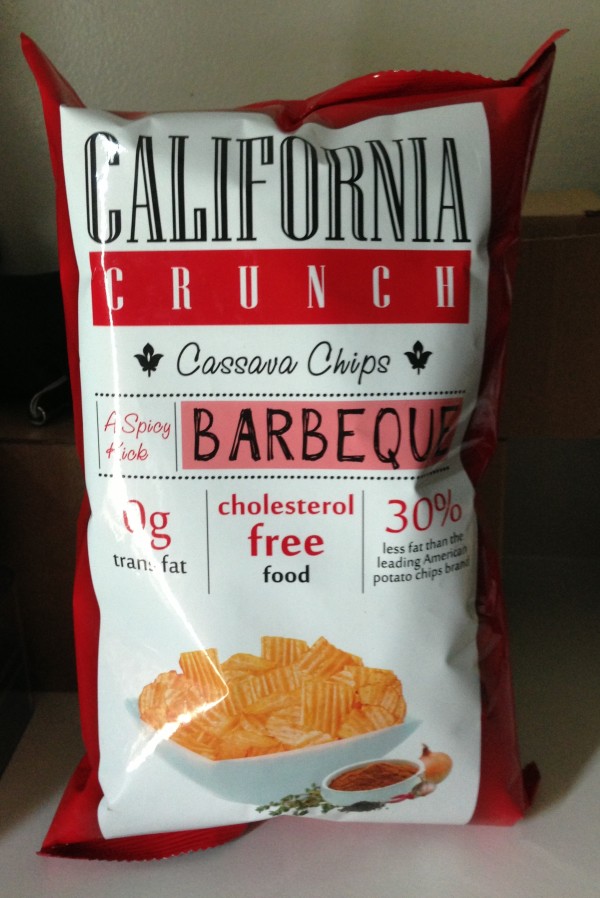 CALIFORNIA
CRUNCH
Cassava Chips
A Spicy
Kick
BARBEQUE
0g
trans fat
cholesterol
free
food
30%
less fat than the
leading American
potato chips brand